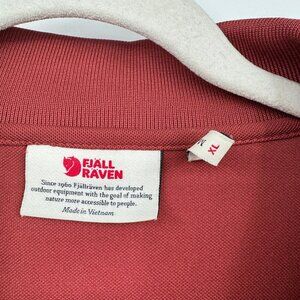 FJÄLL
RÄVEN
Since 1960 Fjällräven has developed
outdoor equipment with the goal of making
nature more accessible to people.
Made in Vietnam
XL